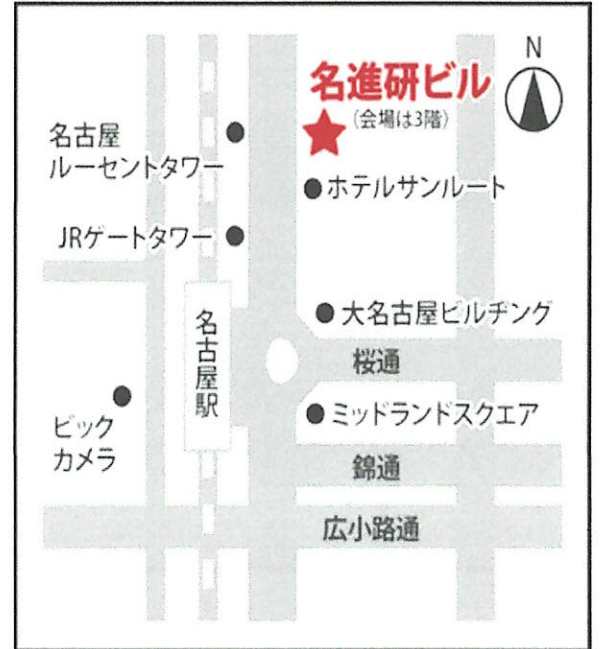 名進研ビル
（会場は3階）
N
名古屋
ルーセントタワー
ホテルサンルート
JRゲートタワー
名古屋駅
大名古屋ビルヂング
桜通
ビック
カメラ
ミッドランドスクエア
錦通
広小路通